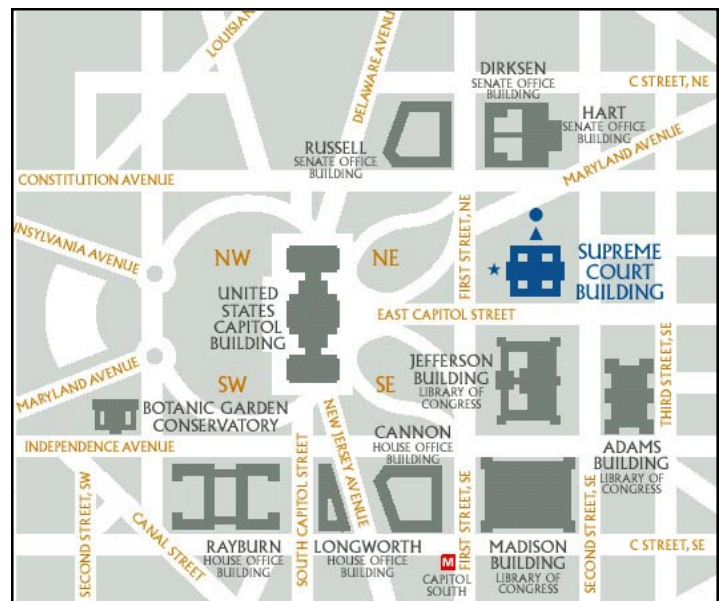 LOUISIAN
DELAWARE AVENU
DIRKSEN
SENATE OFFICE
BUILDING
C STREET, NE
HART
SENATE OFFICE
BUILDING
RUSSELL
SENATE OFFICE
BUILDING
MARYLAND AVENUE
CONSTITUTION AVENUE
FIRST STREET, NE
NSYLVANIA AVENUE
NW
NE
SUPREME
COURT
BUILDING
UNITED
STATES
CAPITOL
BUILDING
EAST CAPITOL STREET
JEFFERSON
BUILDING
LIBRARY OF
CONGRESS
THIRD STREET, SE
MARYLAND AVENUE
SW
SE
BOTANIC GARDEN
CONSERVATORY
NEW JERSEY AVENUE
CANNON
HOUSE OFFICE
BUILDING
INDEPENDENCE AVENUE
ADAMS
BUILDING
LIBRARY OF
CONGRESS
SECOND STREET, SW
CANAL STREET
SOUTH CAPITOL STREET
FIRST STREET, SE
SECOND STREET, SE
RAYBURN
HOUSE OFFICE
BUILDING
LONGWORTH
HOUSE OFFICE
BUILDING
M
CAPITOL
SOUTH
MADISON
BUILDING
LIBRARY OF
CONGRESS
C STREET, SE